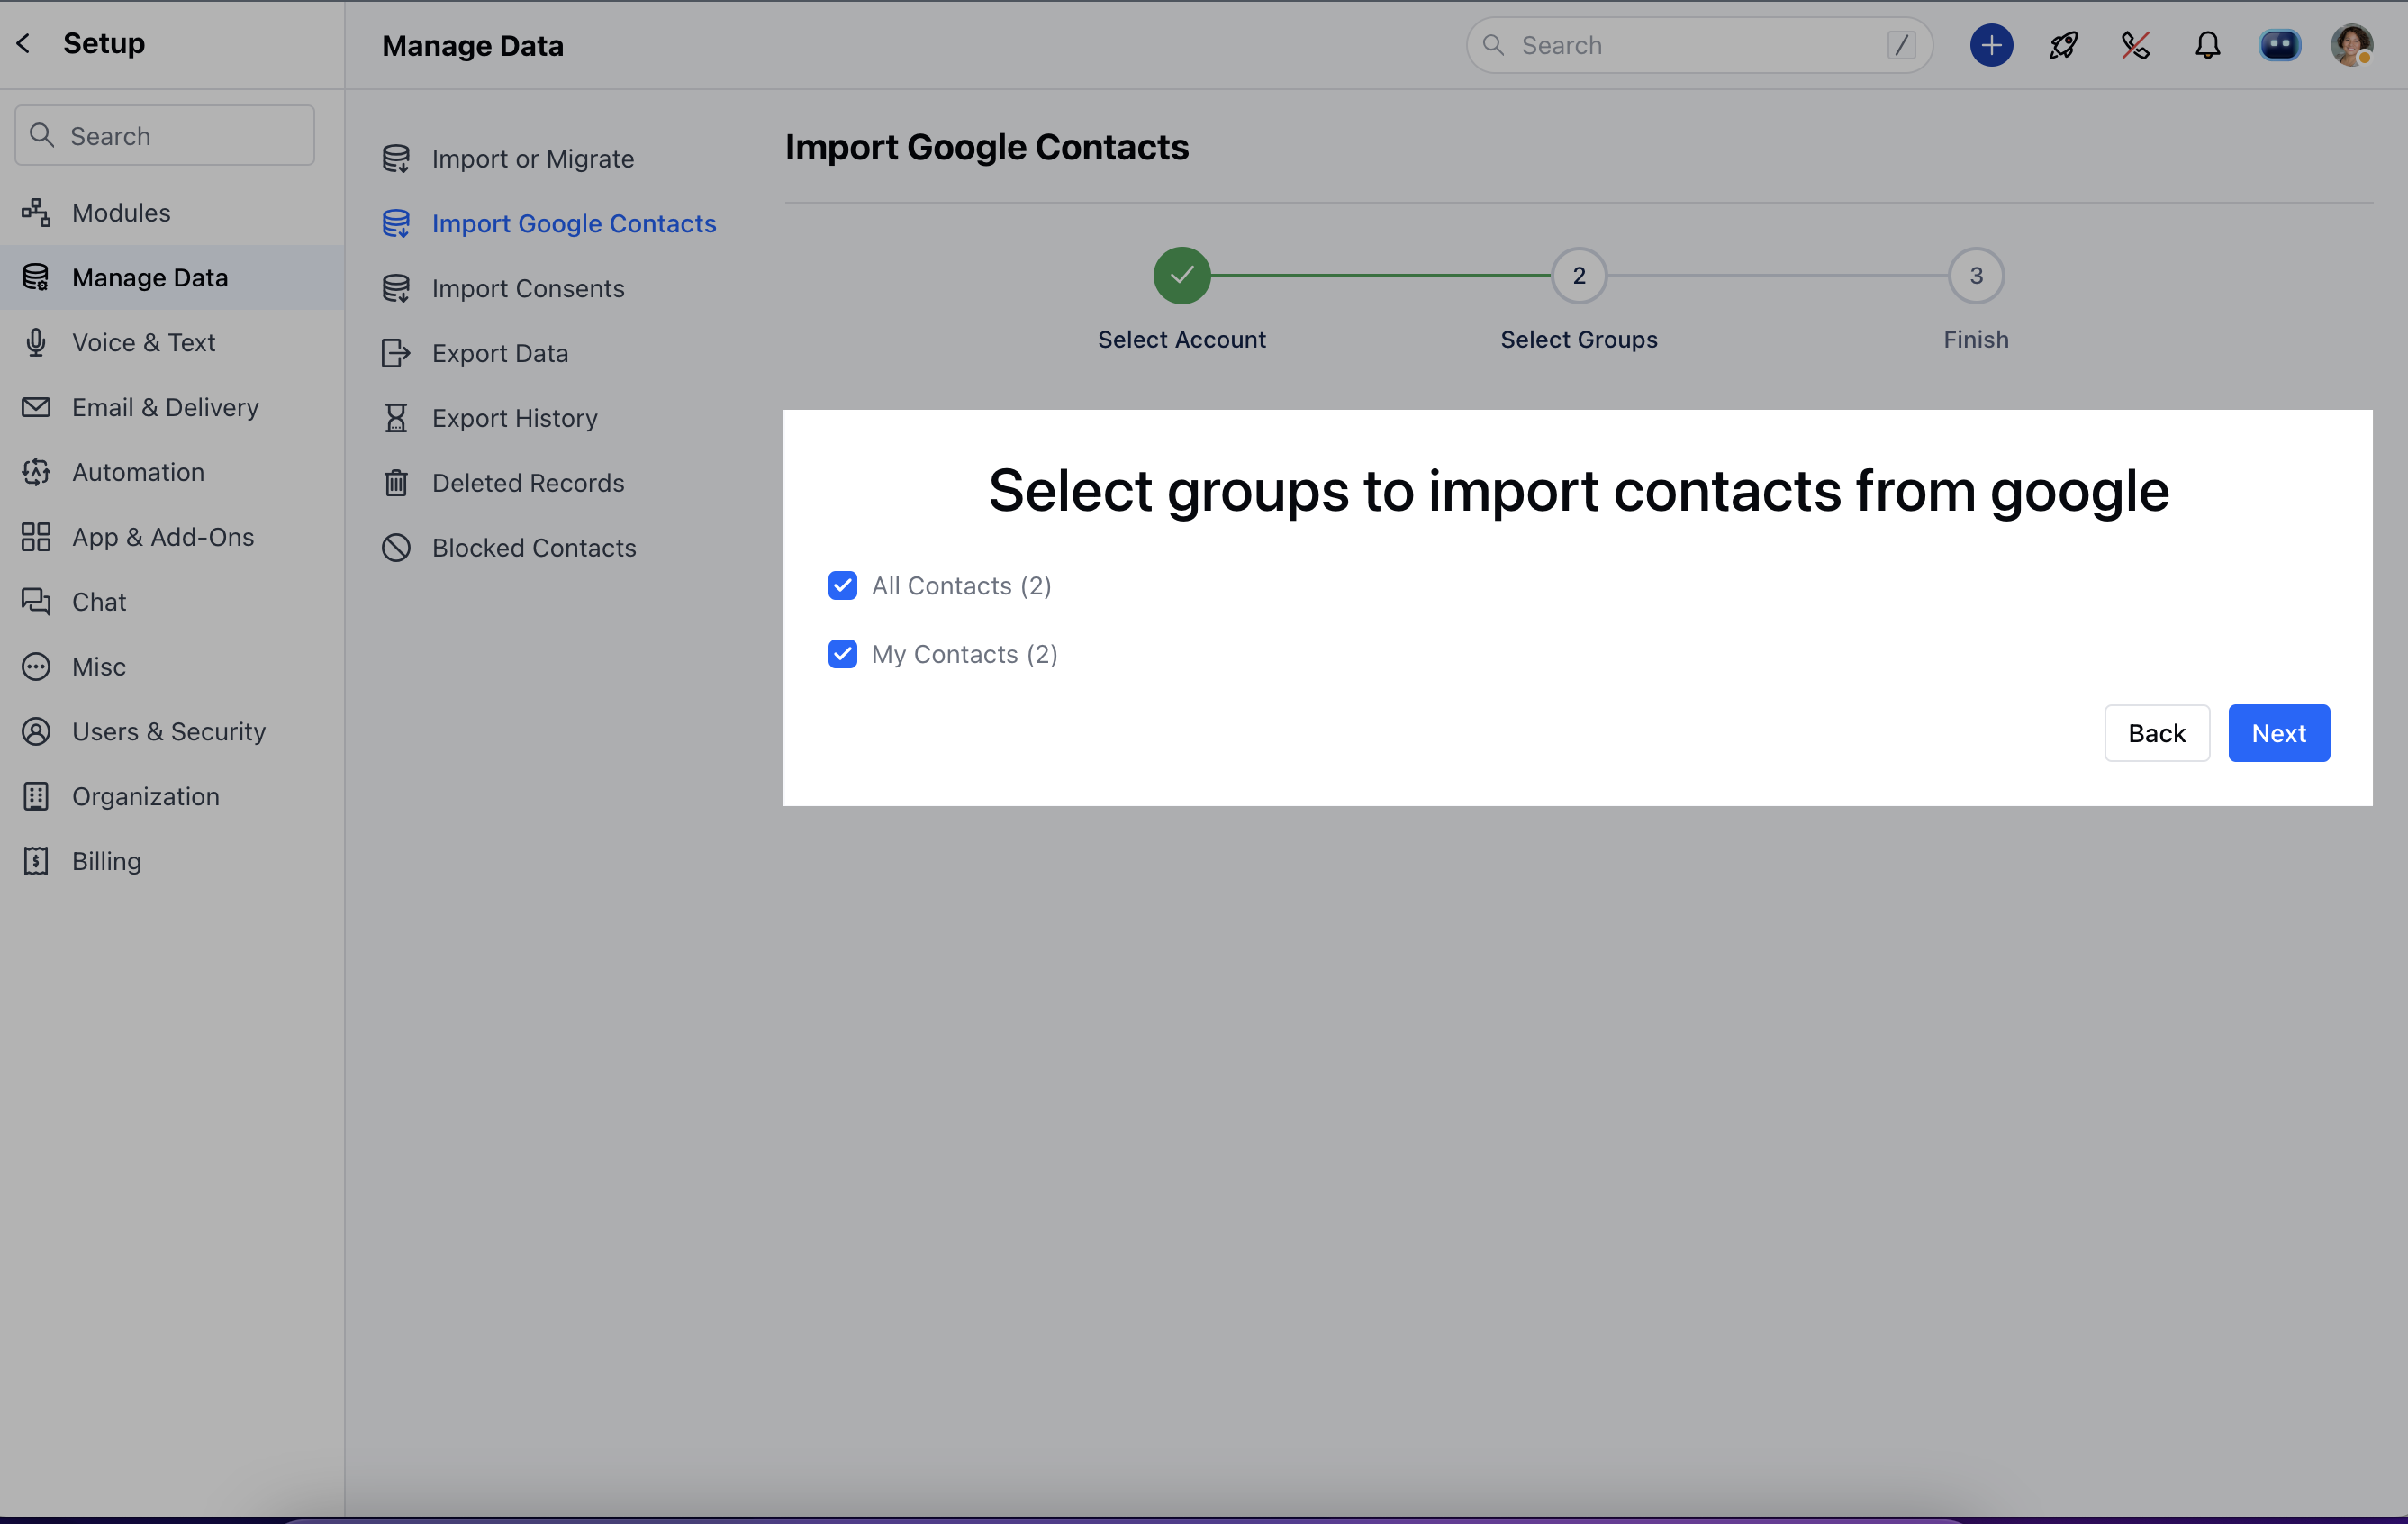 Setup
Manage Data
Search
/
Search
Modules
Manage Data
Voice & Text
Email & Delivery
Automation
App & Add-Ons
Chat
Misc
Users & Security
Organization
Billing
Import or Migrate
Import Google Contacts
Import Consents
Export Data
Export History
Deleted Records
Blocked Contacts
Import Google Contacts
2
3
Select Account
Select Groups
Finish
Select groups to import contacts from google
All Contacts (2)
My Contacts (2)
Back
Next